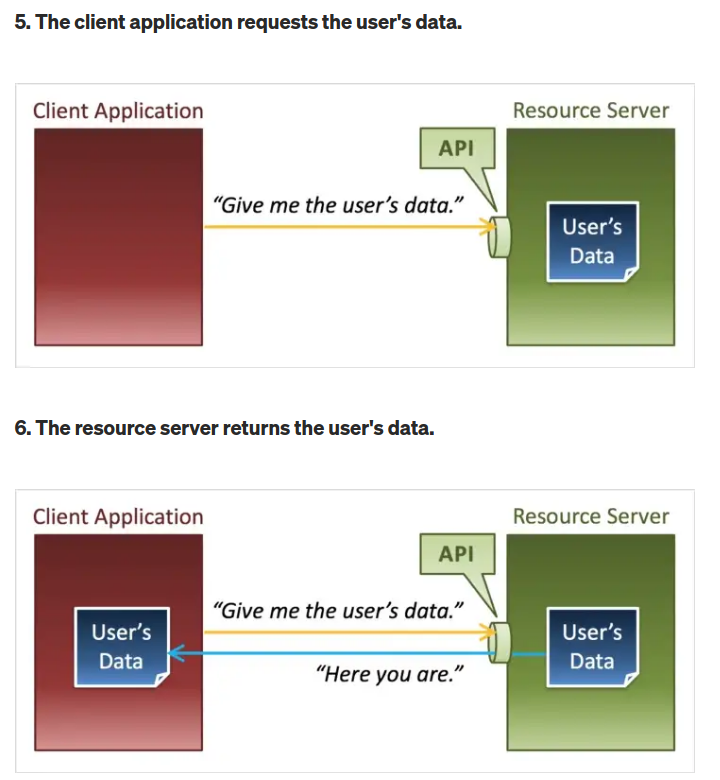 5. The client application requests the user's data.
Client Application
Resource Server
API
“Give me the user’s data.”
User’s
Data
6. The resource server returns the user's data.
Client Application
Resource Server
API
“Give me the user’s data.”
User’s
Data
User’s
Data
“Here you are.”